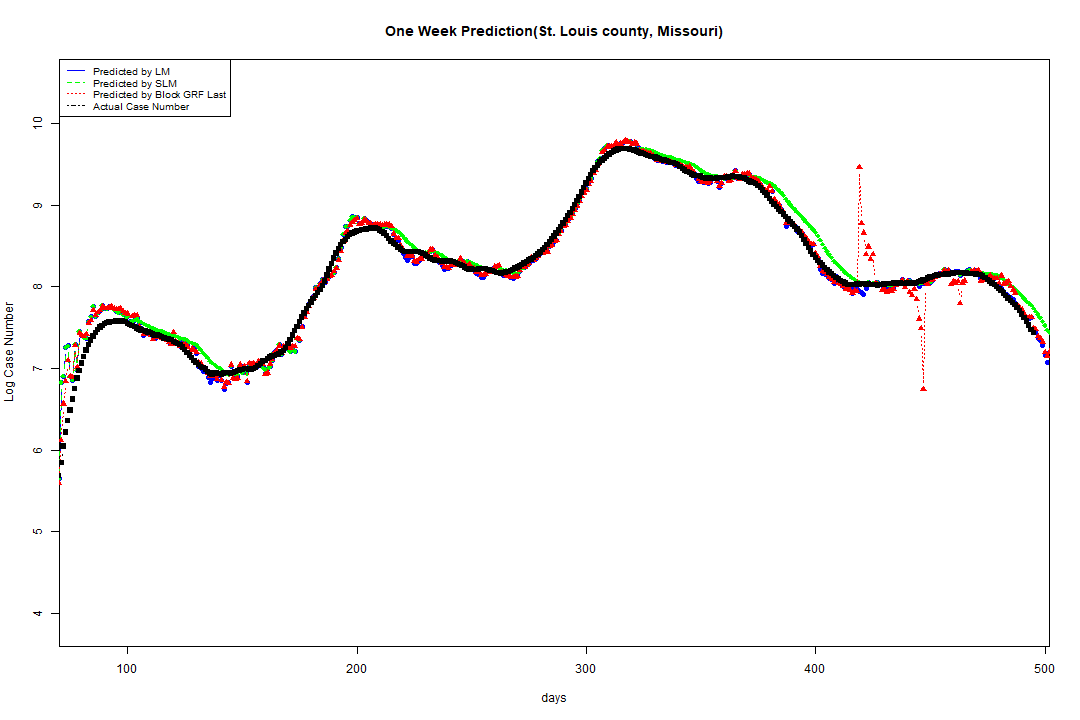 One Week Prediction(St. Louis county, Missouri)
Predicted by LM
Predicted by SLM
Predicted by Block GRF Last
Actual Case Number
10
9
8
7
6
5
4
Log Case Number
100 200 300 400 500
days